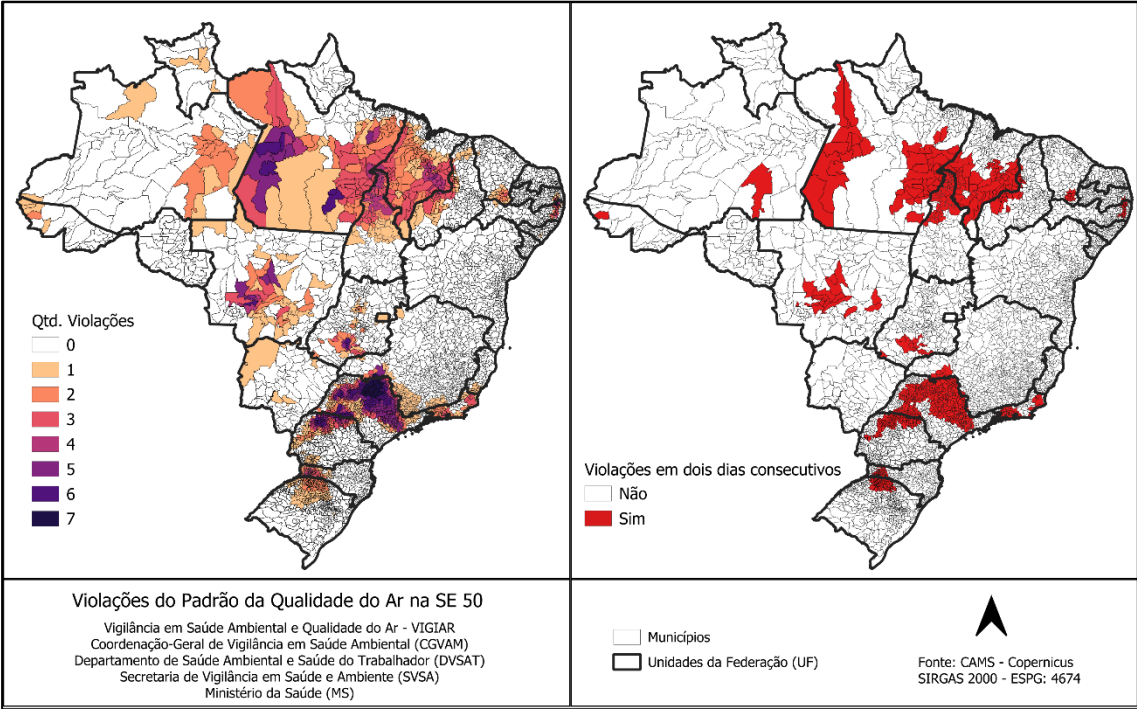 Qtd. Violações
0
1
2
3
4
5
6
7
Violações em dois dias consecutivos
Não
Sim
Violações do Padrão da Qualidade do Ar na SE 50
Vigilância em Saúde Ambiental e Qualidade do Ar - VIGIAR
Coordenação-Geral de Vigilância em Saúde Ambiental (CGVAM)
Departamento de Saúde Ambiental e Saúde do Trabalhador (DVSAT)
Secretaria de Vigilância em Saúde e Ambiente (SVSA)
Ministério da Saúde (MS)
Municípios
Unidades da Federação (UF)
Fonte: CAMS - Copernicus
SIRGAS 2000 - ESPG: 4674